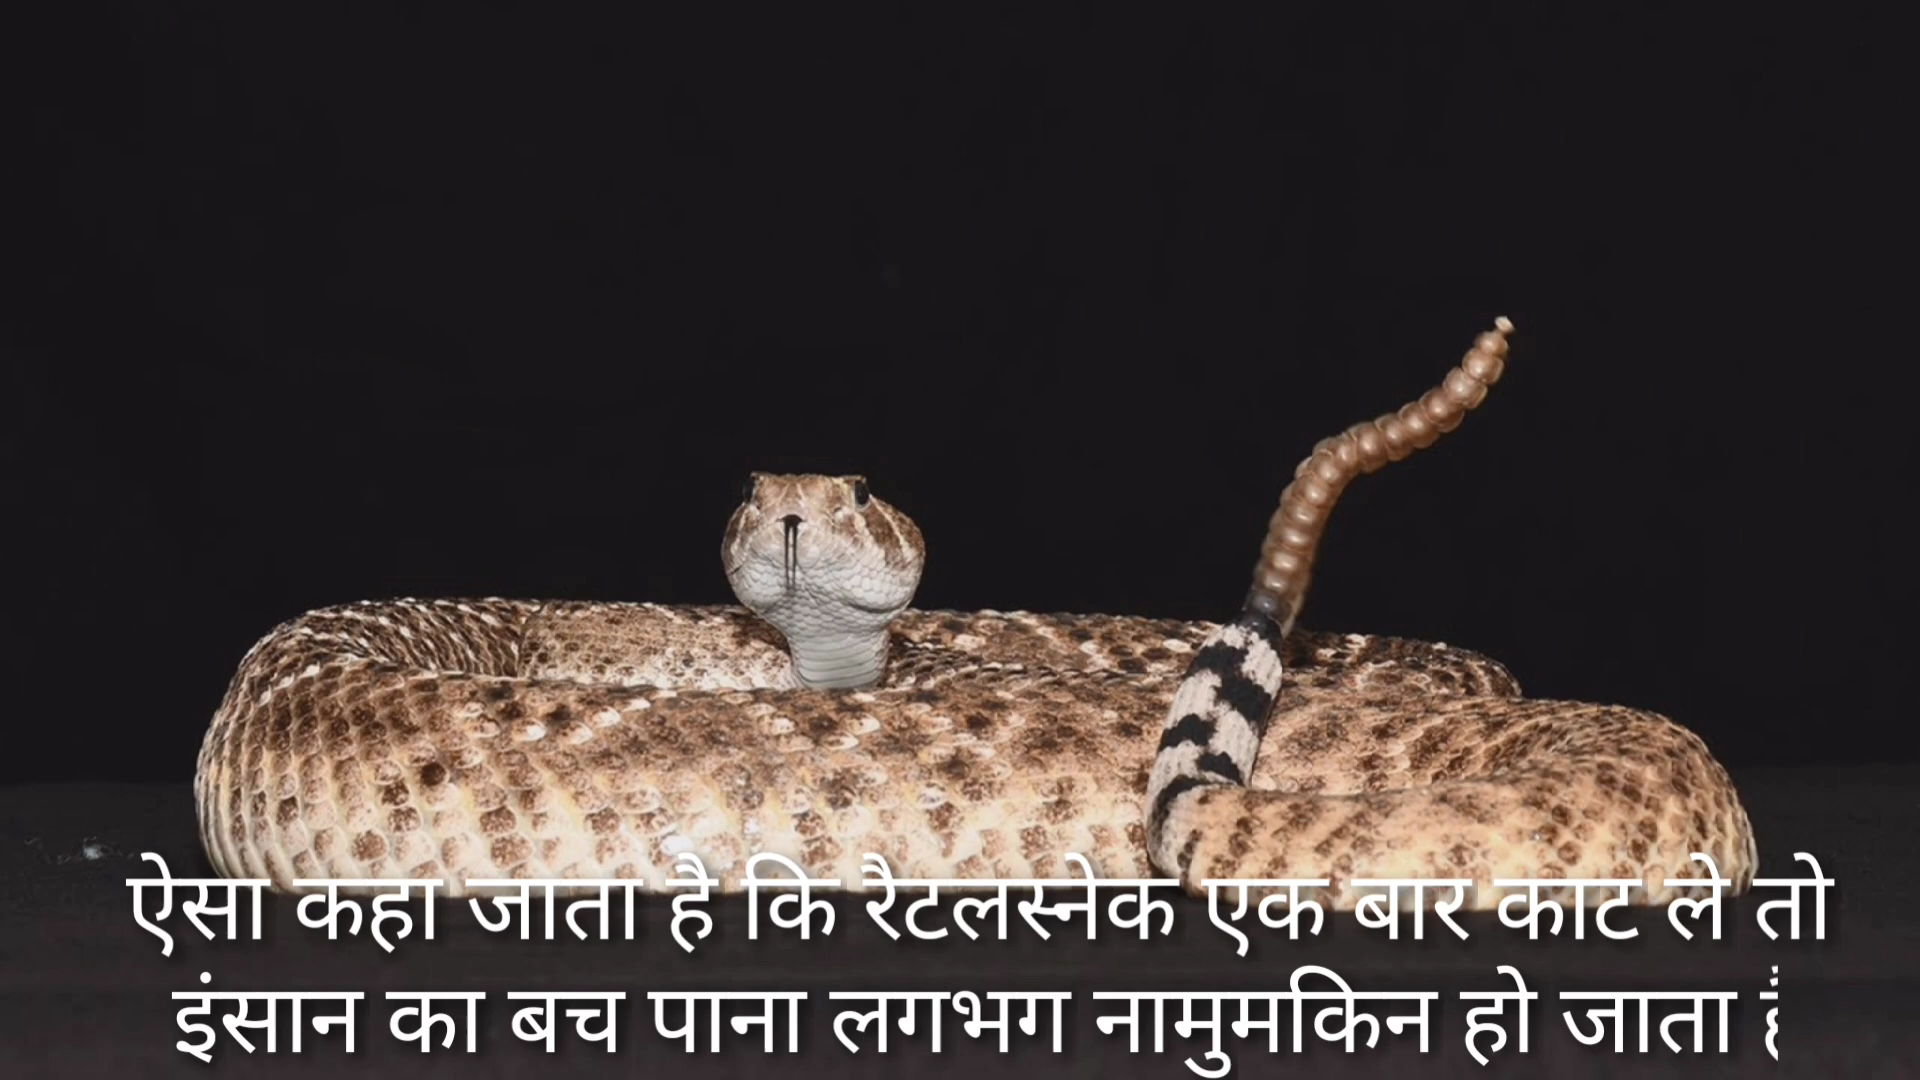 ऐसा कहा जाता है कि रैटलस्नेक एक बार काट ले तो
इंसान का बच पाना लगभग नामुमकिन हो जाता